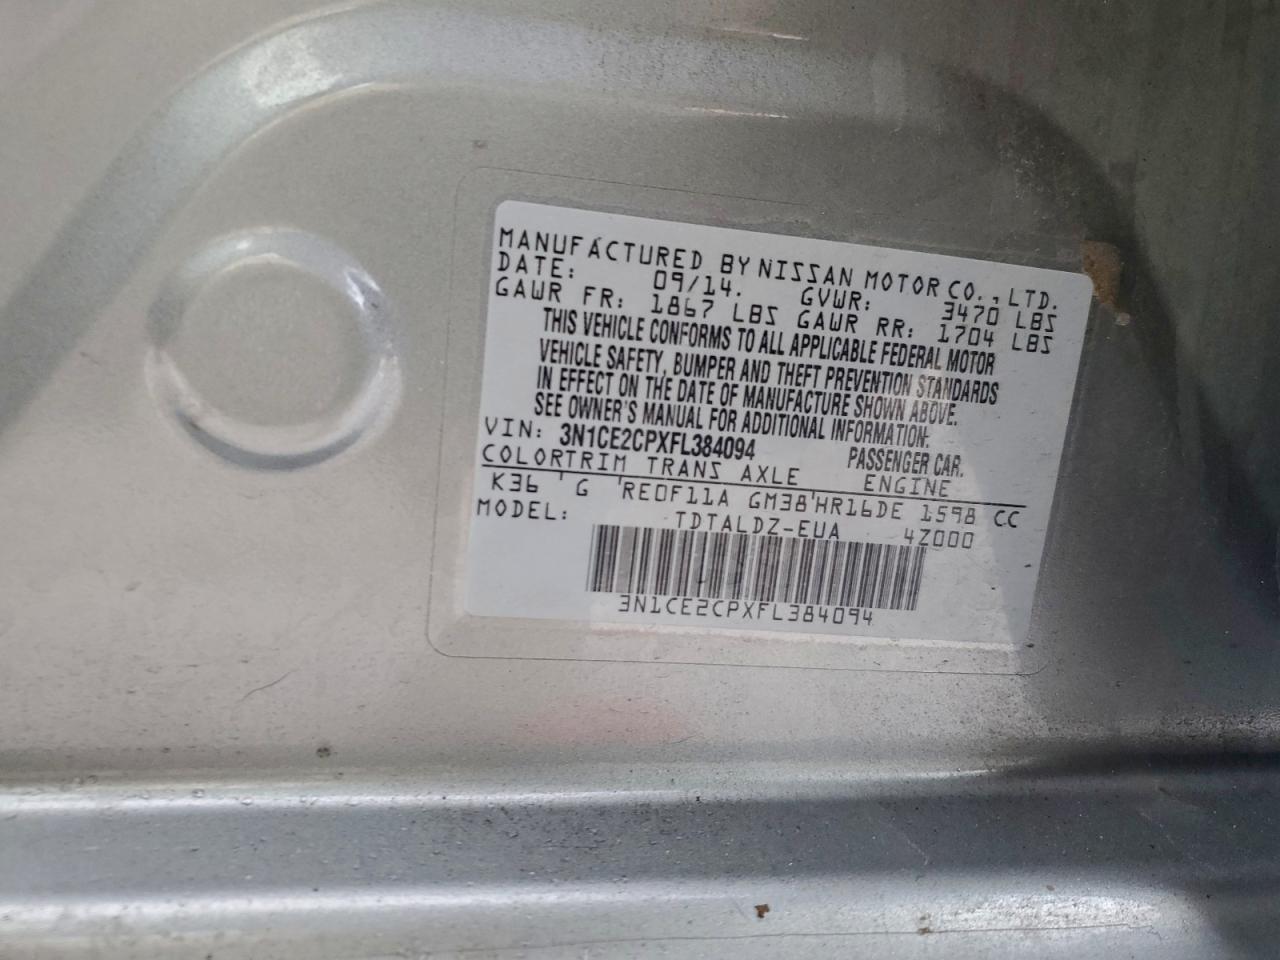 MANUFACTURED BY NISSAN MOTOR CO., LTD.
DATE: 09/14. GVWR: 3470 LBS
GAWR FR: 1867 LBS GAWR RR: 1704 LBS
THIS VEHICLE CONFORMS TO ALL APPLICABLE FEDERAL MOTOR
VEHICLE SAFETY, BUMPER AND THEFT PREVENTION STANDARDS
IN EFFECT ON THE DATE OF MANUFACTURE SHOWN ABOVE.
SEE OWNER'S MANUAL FOR ADDITIONAL INFORMATION.
VIN: 3N1CE2CPXFL384094 PASSENGER CAR.
COLORTRIM TRANS AXLE ENGINE
K36 'G 'RE0F11A GM38'HR16DE 1598 CC
MODEL: TDTALDZ-EUA 4Z000
3N1CE2CPXFL384094